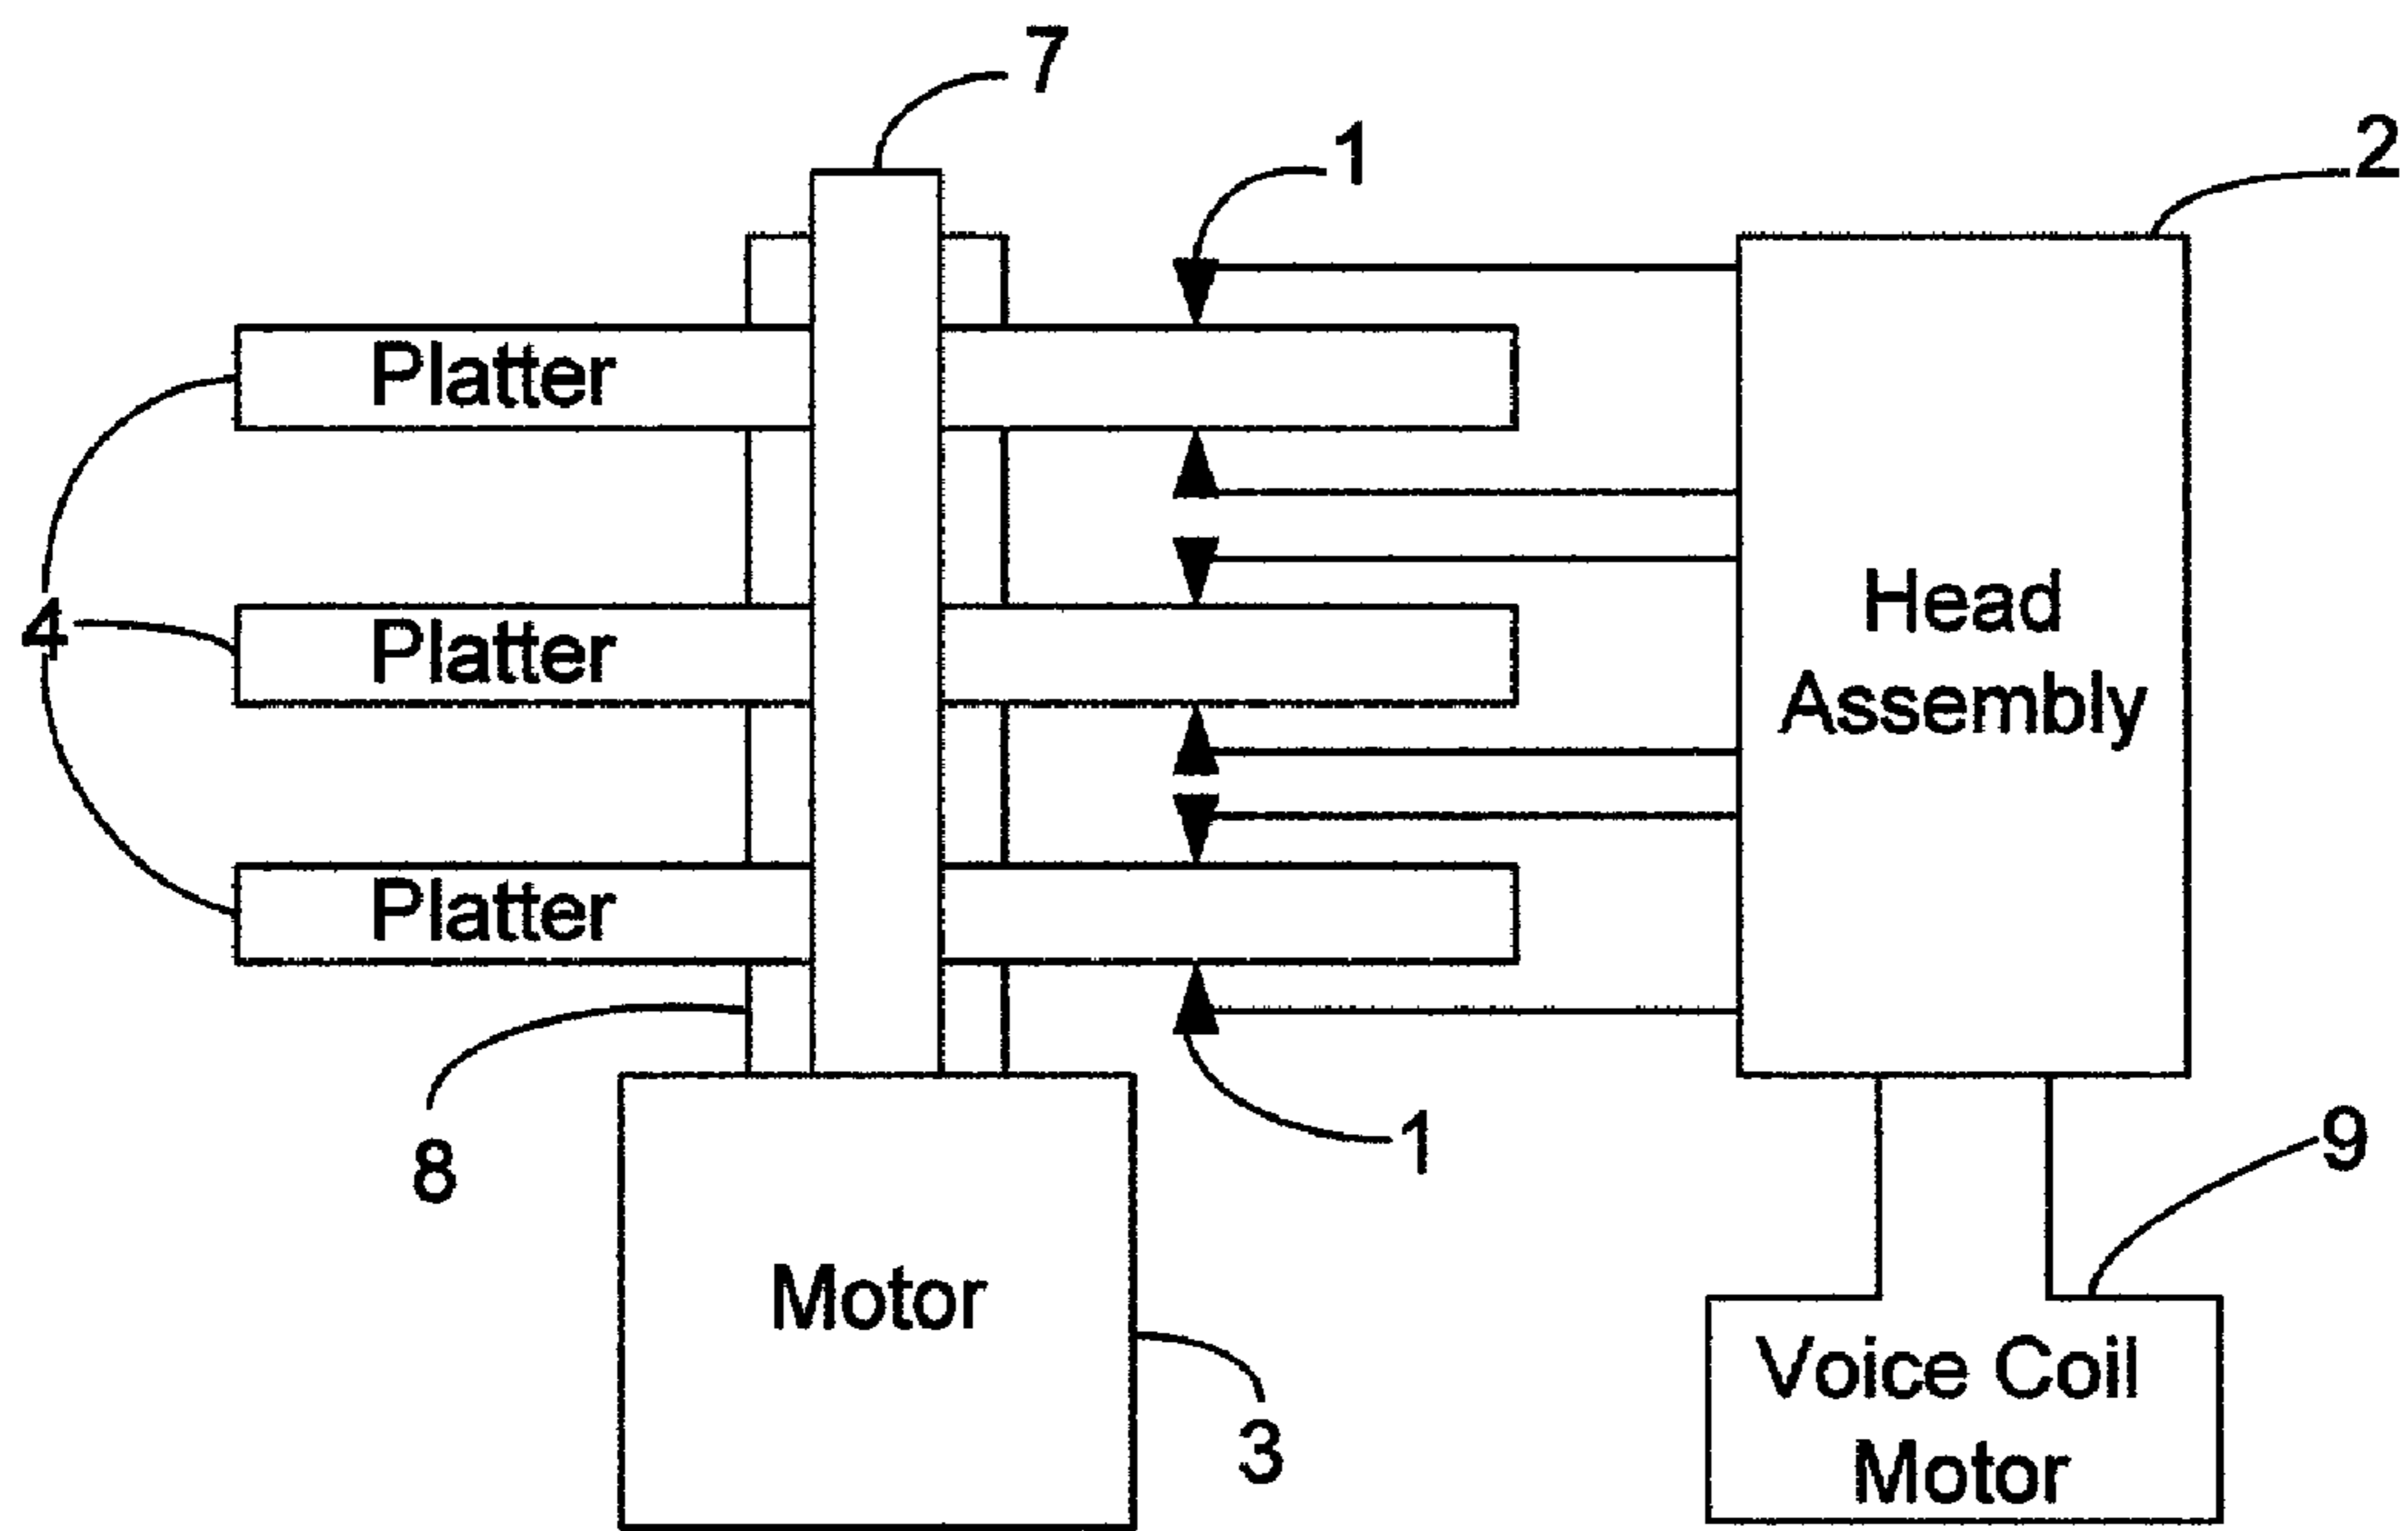 7
1
2
Platter
4
Platter
Head
Assembly
Platter
8
1
9
Motor
Voice Coil
Motor
3